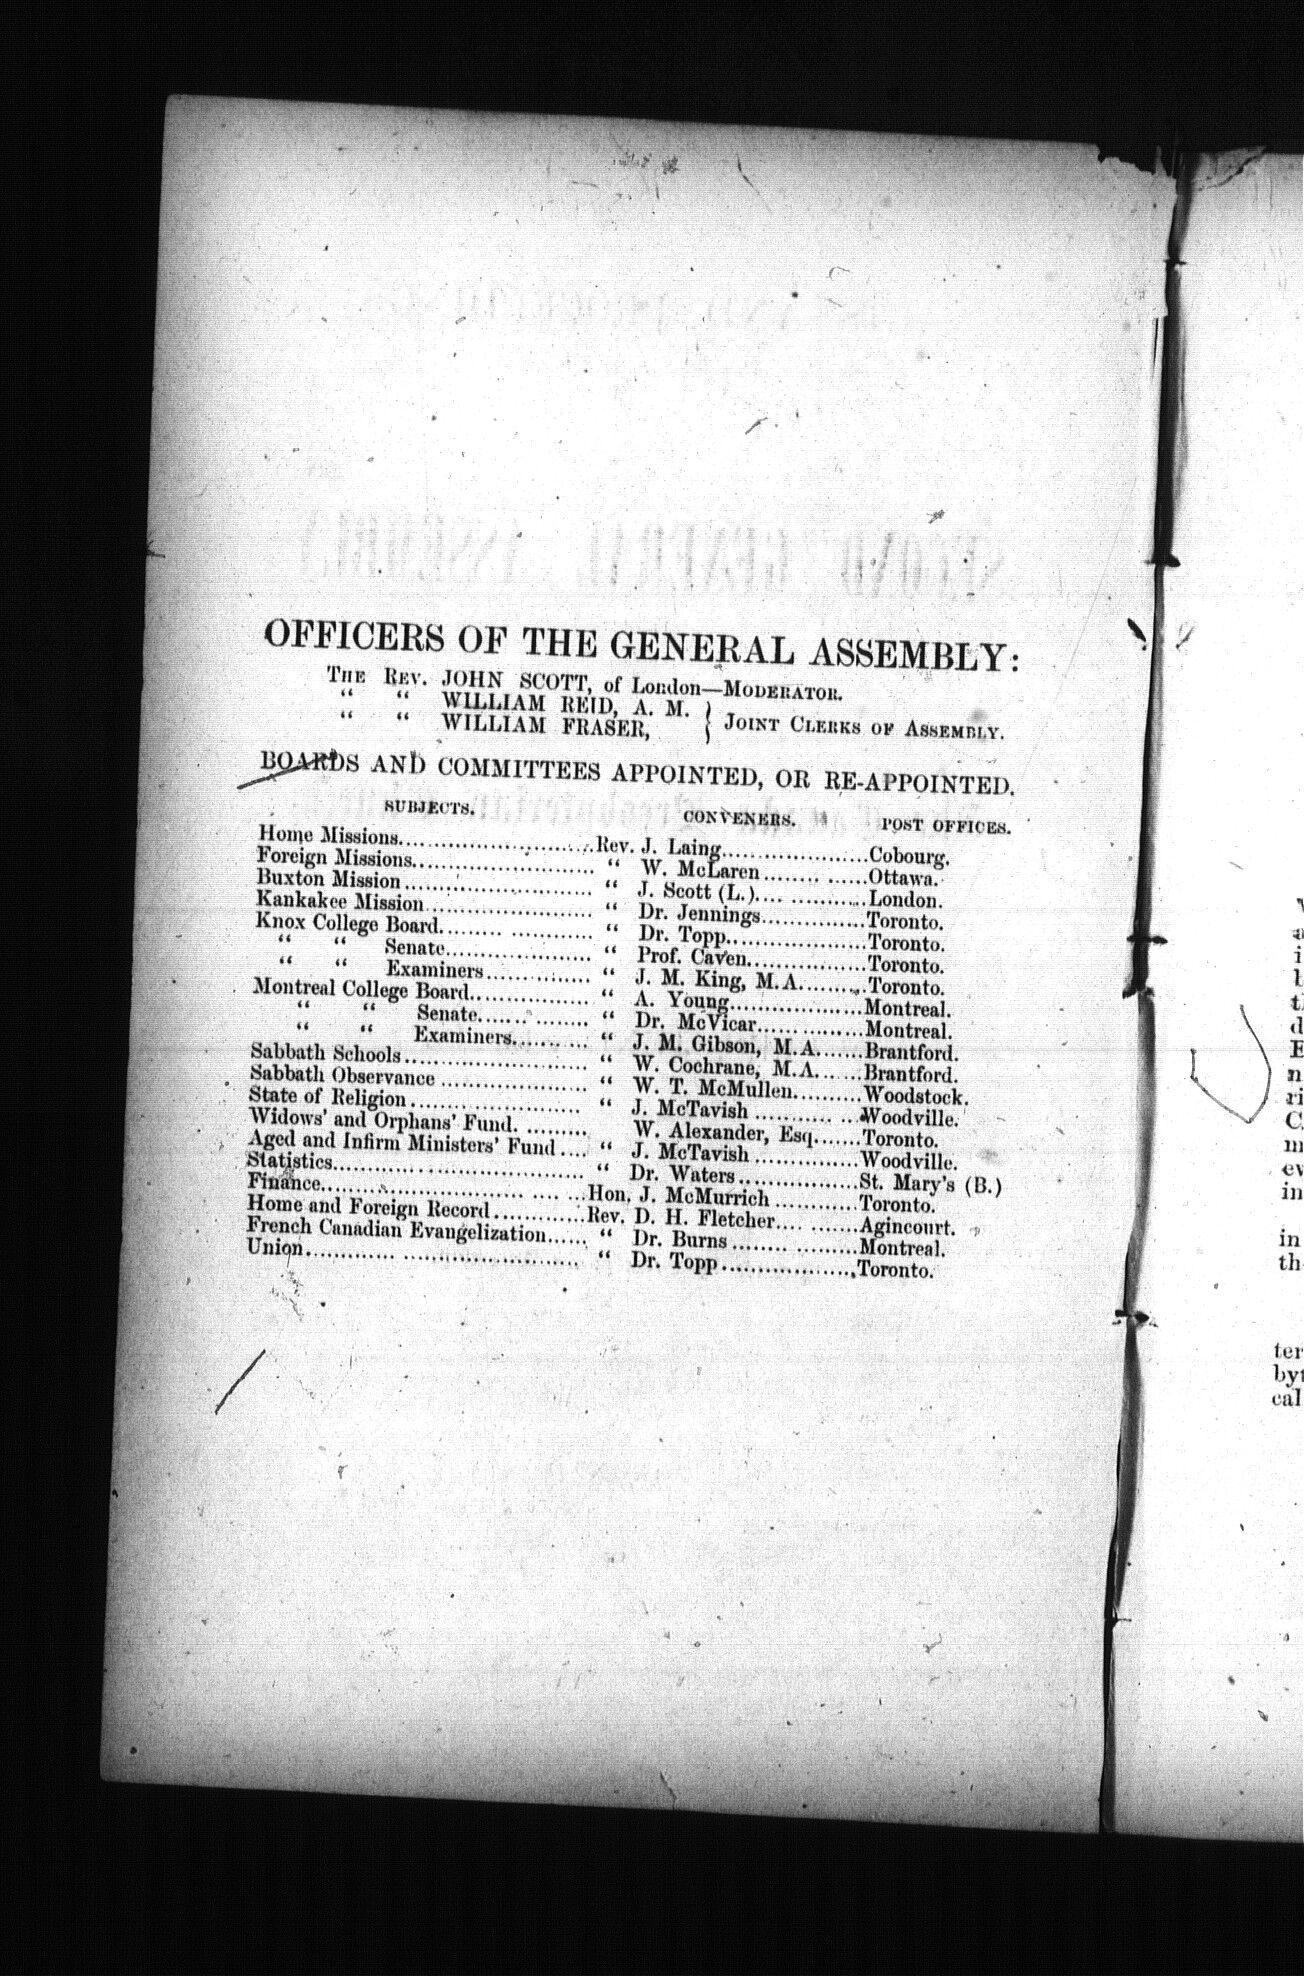 OFFICERS OF THE GENERAL ASSEMBLY:
THE REV. JOHN SCOTT, of London—MODERATOR.
“ “ WILLIAM REID, A. M. }
“ “ WILLIAM FRASER, } JOINT CLERKS OF ASSEMBLY.
BOARDS AND COMMITTEES APPOINTED, OR RE-APPOINTED.
SUBJECTS. CONVENERS. POST OFFICES.
Home Missions..........Rev. J. Laing..........Cobourg.
Foreign Missions.......... “ W. McLaren..........Ottawa.
Buxton Mission.......... “ J. Scott (L.)..........London.
Kankakee Mission.......... “ Dr. Jennings..........Toronto.
Knox College Board.......... “ Dr. Topp..........Toronto.
“ “ Senate.......... “ Prof. Caven..........Toronto.
“ “ Examiners.......... “ J. M. King, M.A..........Toronto.
Montreal College Board.......... “ A. Young..........Montreal.
“ “ Senate.......... “ Dr. McVicar..........Montreal.
“ “ Examiners.......... “ J. M. Gibson, M.A.......Brantford.
Sabbath Schools.......... “ W. Cochrane, M.A.......Brantford.
Sabbath Observance.......... “ W. T. McMullen..........Woodstock.
State of Religion.......... “ J. McTavish..........Woodville.
Widows' and Orphans' Fund.......... W. Alexander, Esq.......Toronto.
Aged and Infirm Ministers' Fund.... “ J. McTavish..........Woodville.
Statistics.......... “ Dr. Waters..........St. Mary's (B.)
Finance..........Hon. J. McMurrich..........Toronto.
Home and Foreign Record..........Rev. D. H. Fletcher..........Agincourt.
French Canadian Evangelization...... “ Dr. Burns..........Montreal.
Union.......... “ Dr. Topp..........Toronto.
in
in
th
ter
byt
cal